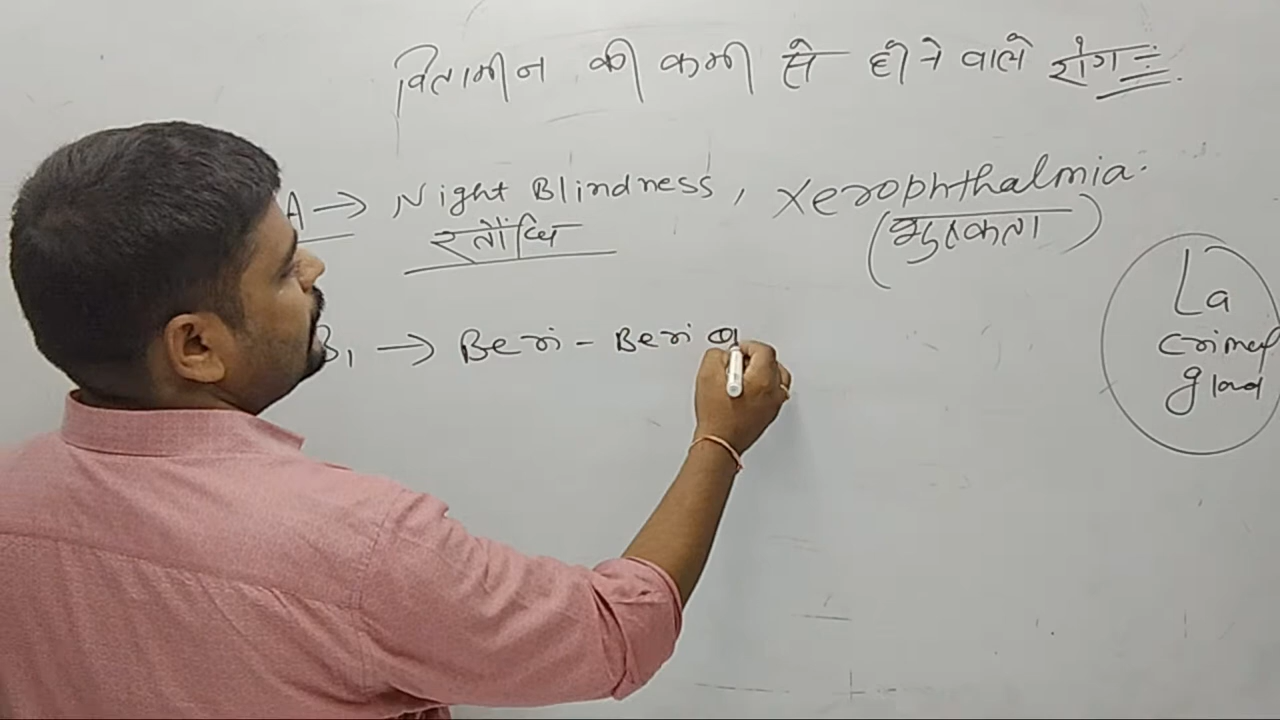 विटामीन की कमी से होने वाले रोग :-
A → Night Blindness, Xerophthalmia.
रतौंधि (शुष्कता)
B₁ → Beri - Beri
La
crimal
gland